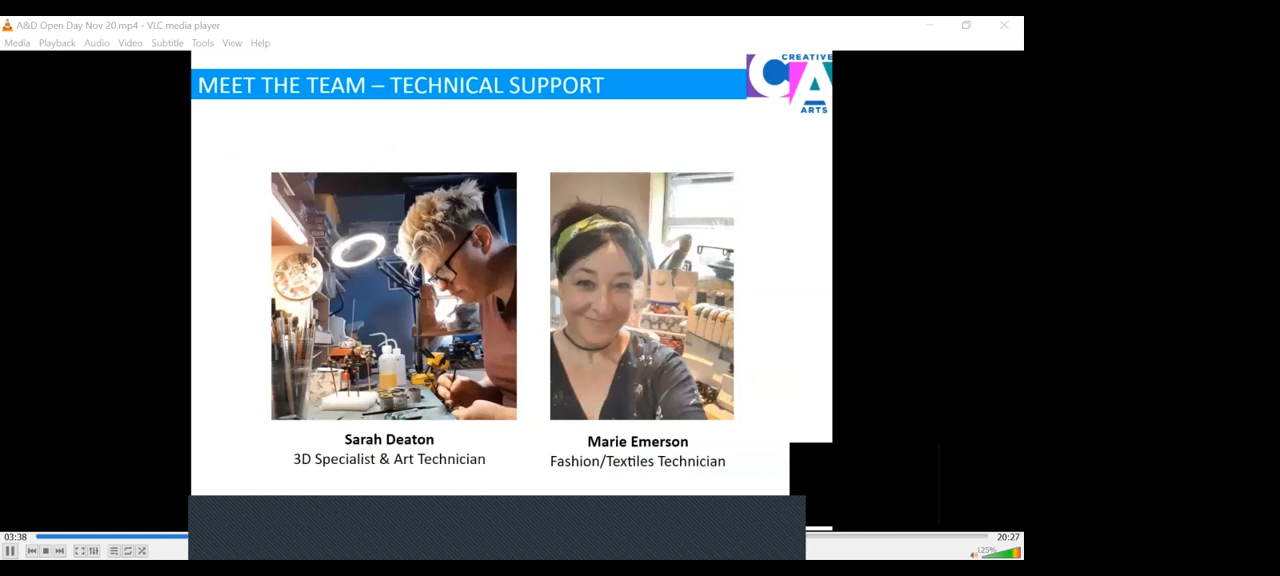 A&D Open Day Nov 20.mp4 - VLC media player
Media Playback Audio Video Subtitle Tools View Help
CREATIVE
CA
ARTS
MEET THE TEAM – TECHNICAL SUPPORT
Sarah Deaton
3D Specialist & Art Technician
Marie Emerson
Fashion/Textiles Technician
03:38
20:27
125%